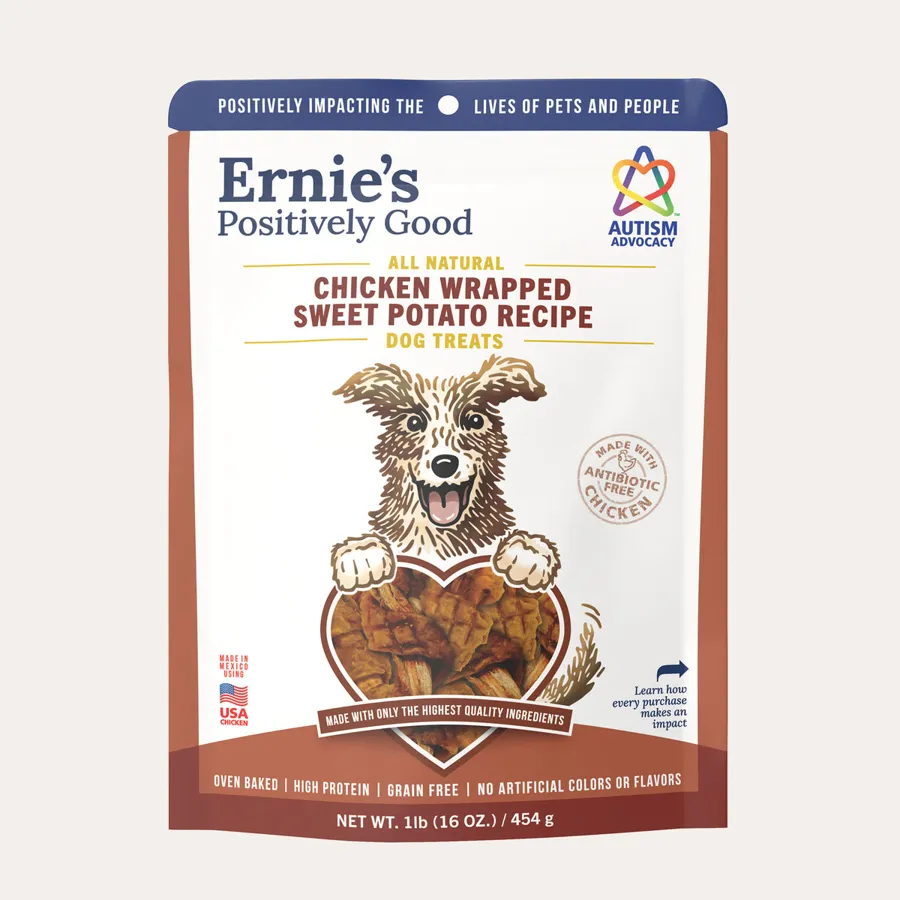 POSITIVELY IMPACTING THE LIVES OF PETS AND PEOPLE
Ernie's
Positively Good
AUTISM
ADVOCACY
ALL NATURAL
CHICKEN WRAPPED
SWEET POTATO RECIPE
DOG TREATS
MADE WITH
ANTIBIOTIC
FREE
CHICKEN
MADE IN
MEXICO
USING
USA
CHICKEN
Learn how
every purchase
makes an
impact
MADE WITH ONLY THE HIGHEST QUALITY INGREDIENTS
OVEN BAKED | HIGH PROTEIN | GRAIN FREE | NO ARTIFICIAL COLORS OR FLAVORS
NET WT. 1lb (16 OZ.) / 454 g